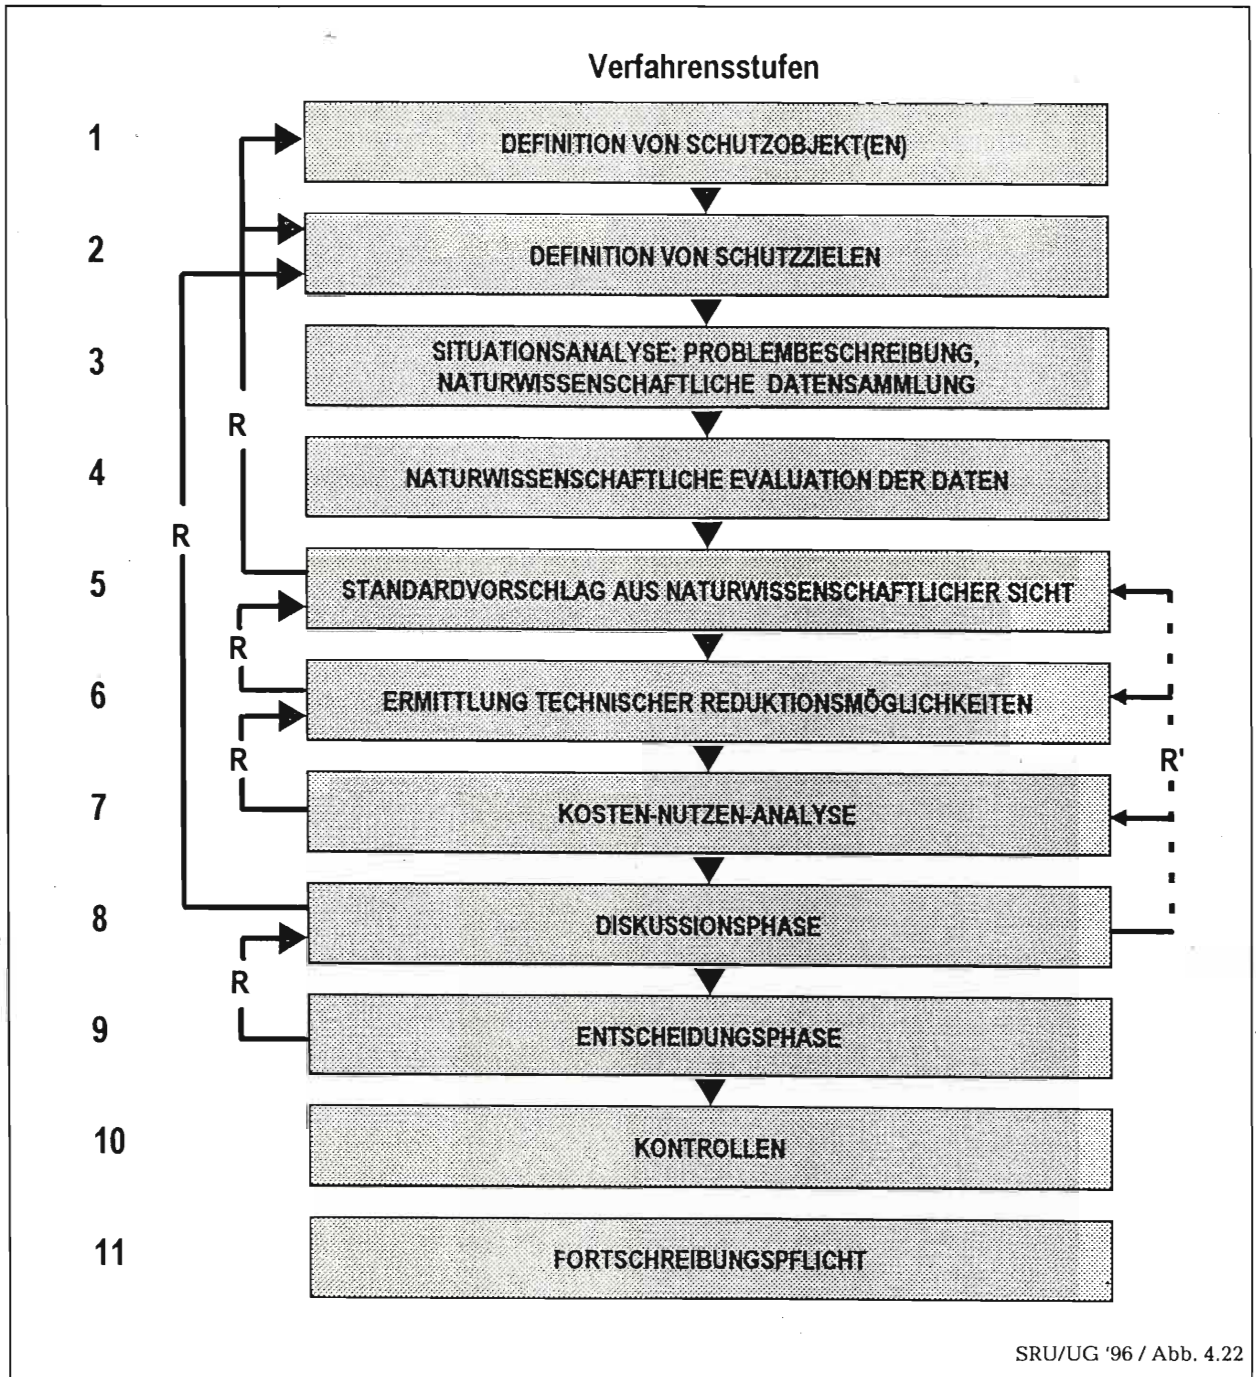 Verfahrensstufen
1
DEFINITION VON SCHUTZOBJEKT(EN)
2
DEFINITION VON SCHUTZZIELEN
3
SITUATIONSANALYSE: PROBLEMBESCHREIBUNG,
NATURWISSENSCHAFTLICHE DATENSAMMLUNG
R
4
NATURWISSENSCHAFTLICHE EVALUATION DER DATEN
R
5
STANDARDVORSCHLAG AUS NATURWISSENSCHAFTLICHER SICHT
R
6
ERMITTLUNG TECHNISCHER REDUKTIONSMÖGLICHKEITEN
R
R'
7
KOSTEN-NUTZEN-ANALYSE
8
DISKUSSIONSPHASE
R
9
ENTSCHEIDUNGSPHASE
10
KONTROLLEN
11
FORTSCHREIBUNGSPFLICHT
SRU/UG '96 / Abb. 4.22